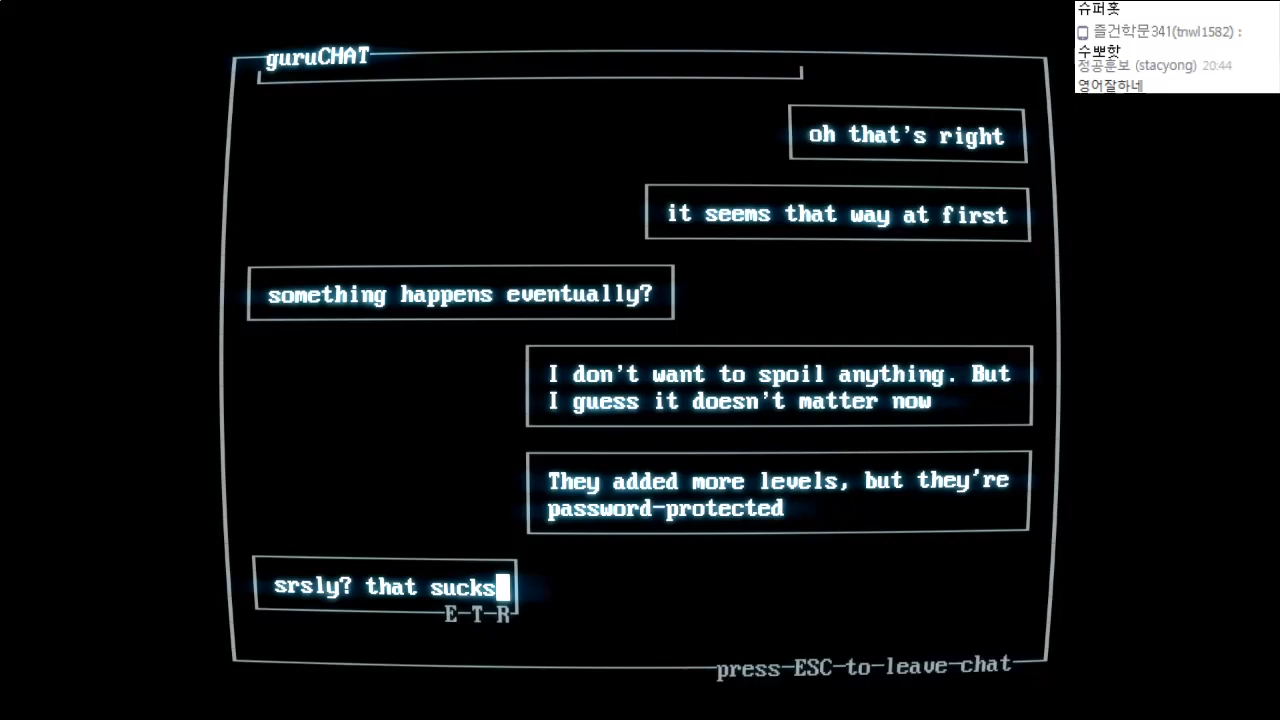 guruCHAT
oh that's right
it seems that way at first
something happens eventually?
I don't want to spoil anything. But
I guess it doesn't matter now
They added more levels, but they're
password-protected
srsly? that sucks
E-T-R
press-ESC-to-leave-chat
슈퍼홋
즐건학문341(tnwl1582) :
수뽀핫
정공훈보 (stacyong) 20:44
영어잘하네